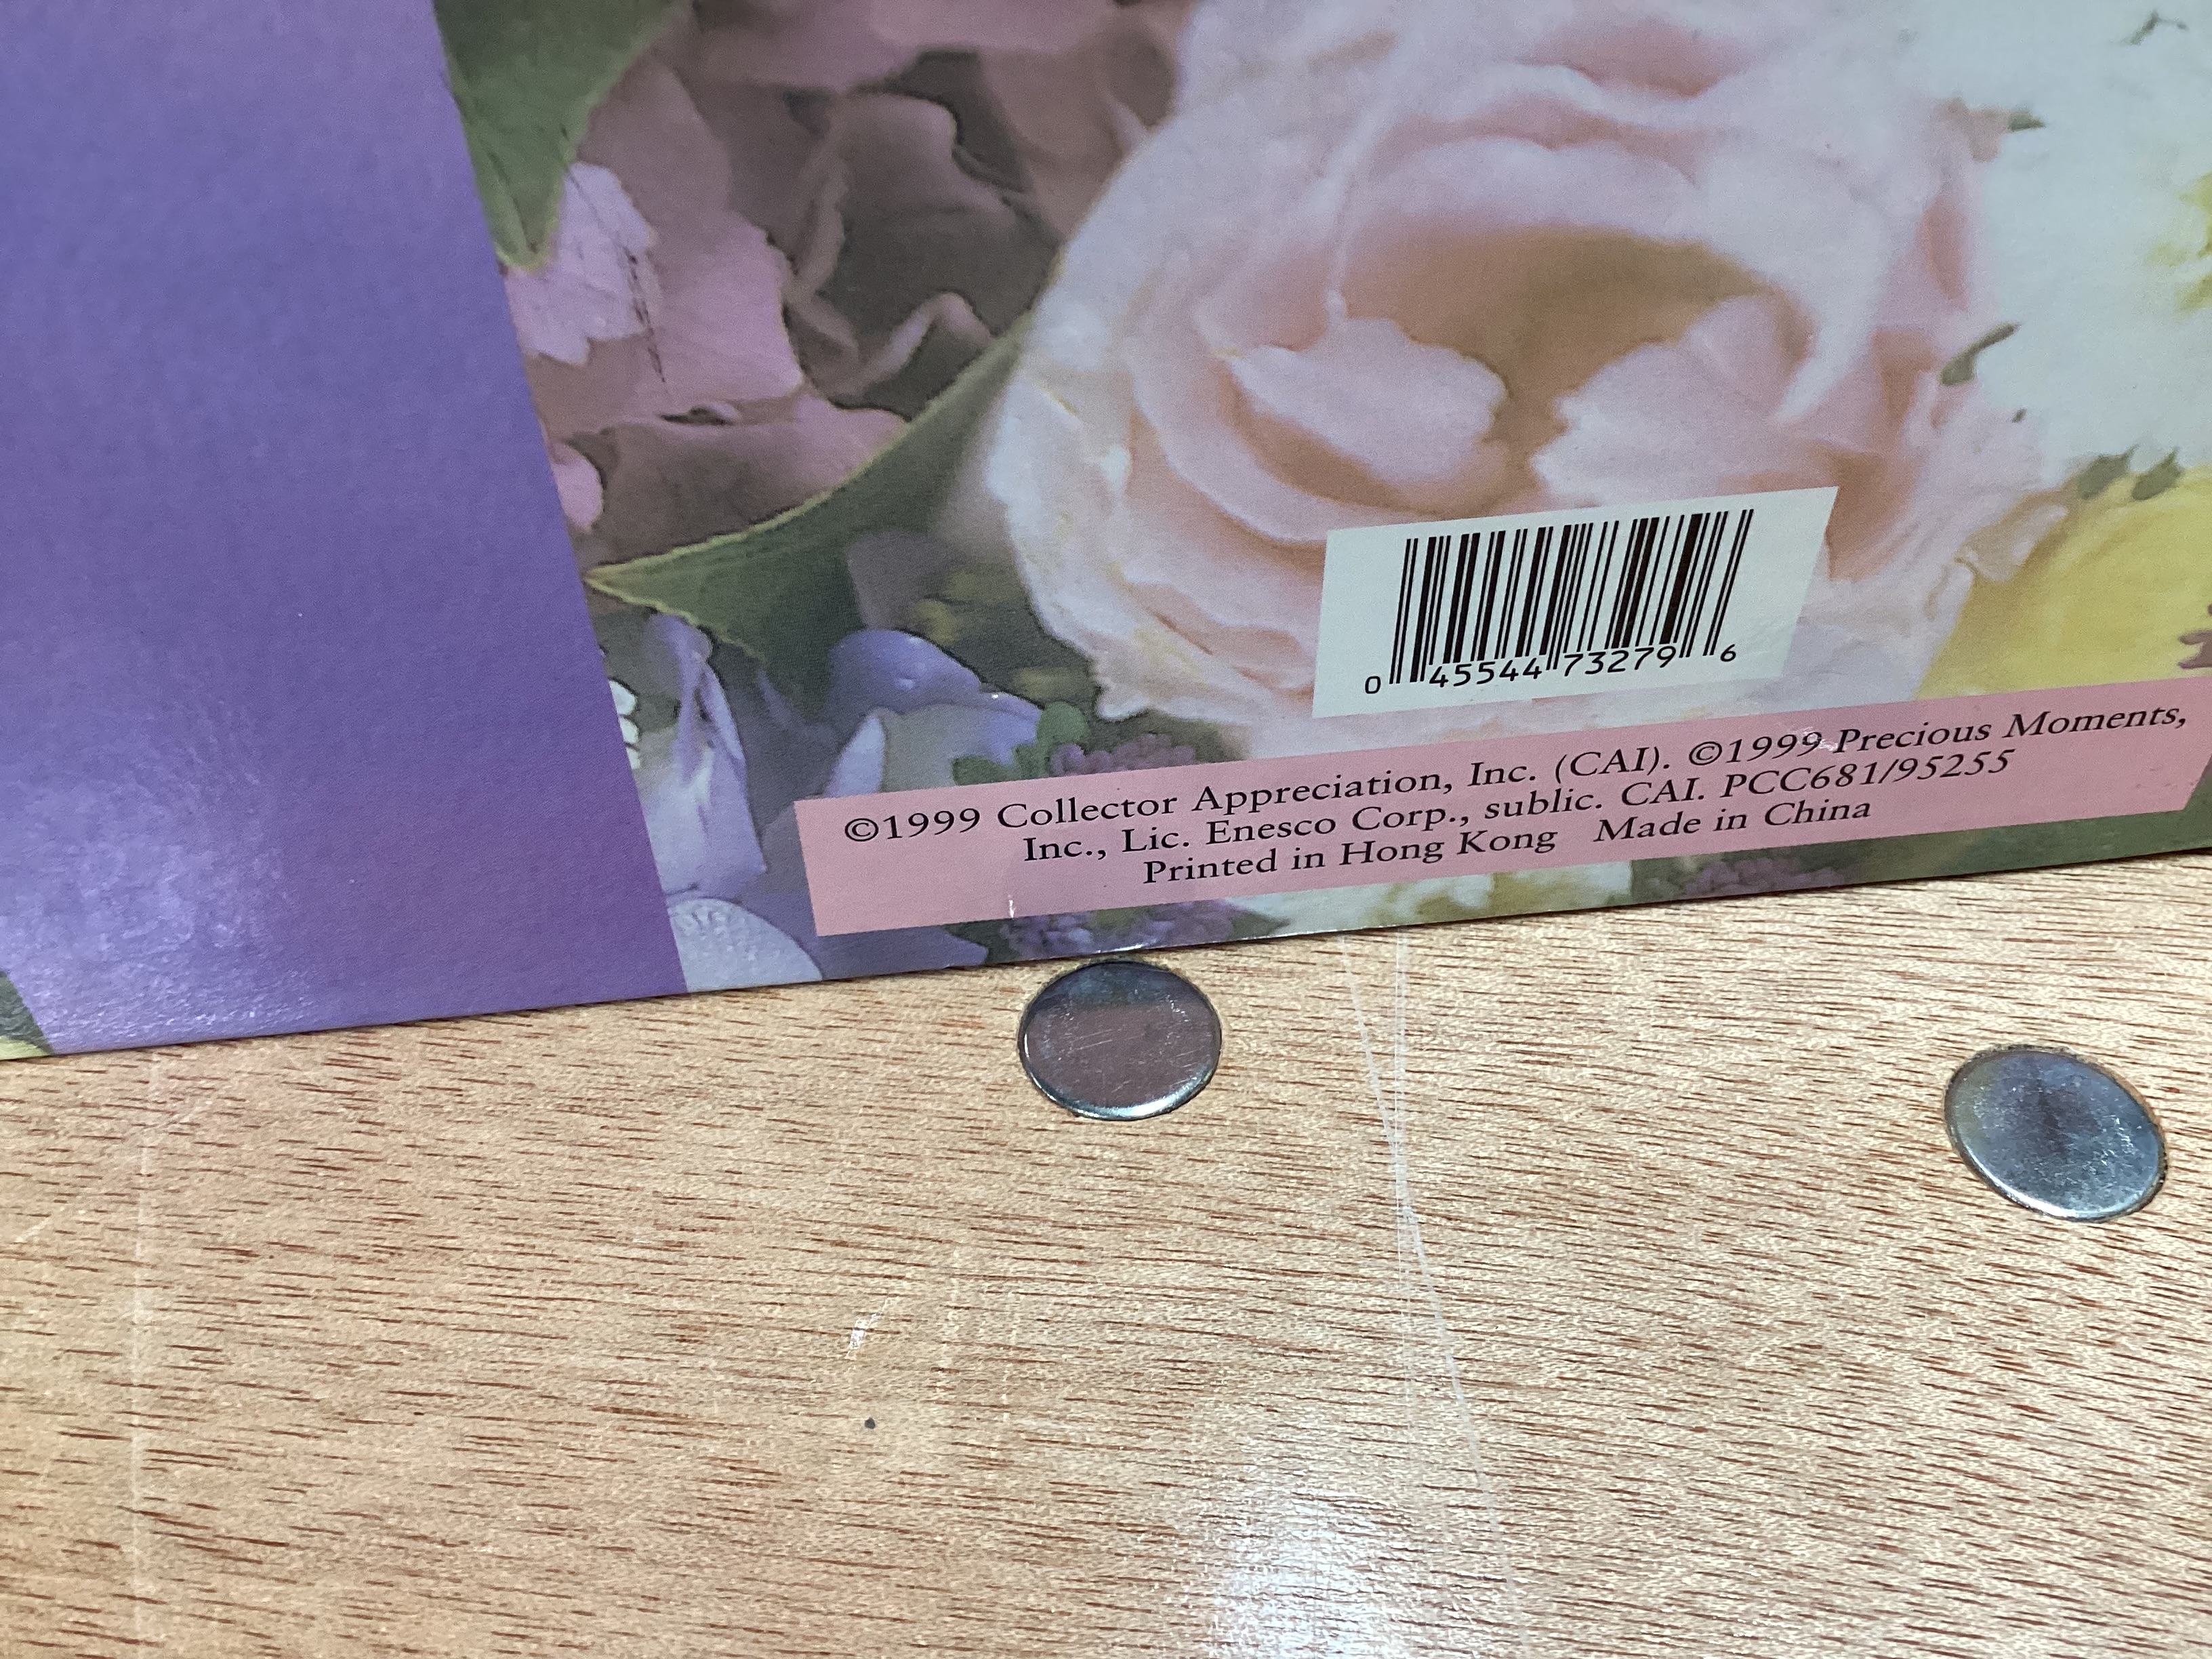 0 45544 73279 6
©1999 Collector Appreciation, Inc. (CAI). ©1999 Precious Moments,
Inc., Lic. Enesco Corp., sublic. CAI. PCC681/95255
Printed in Hong Kong Made in China